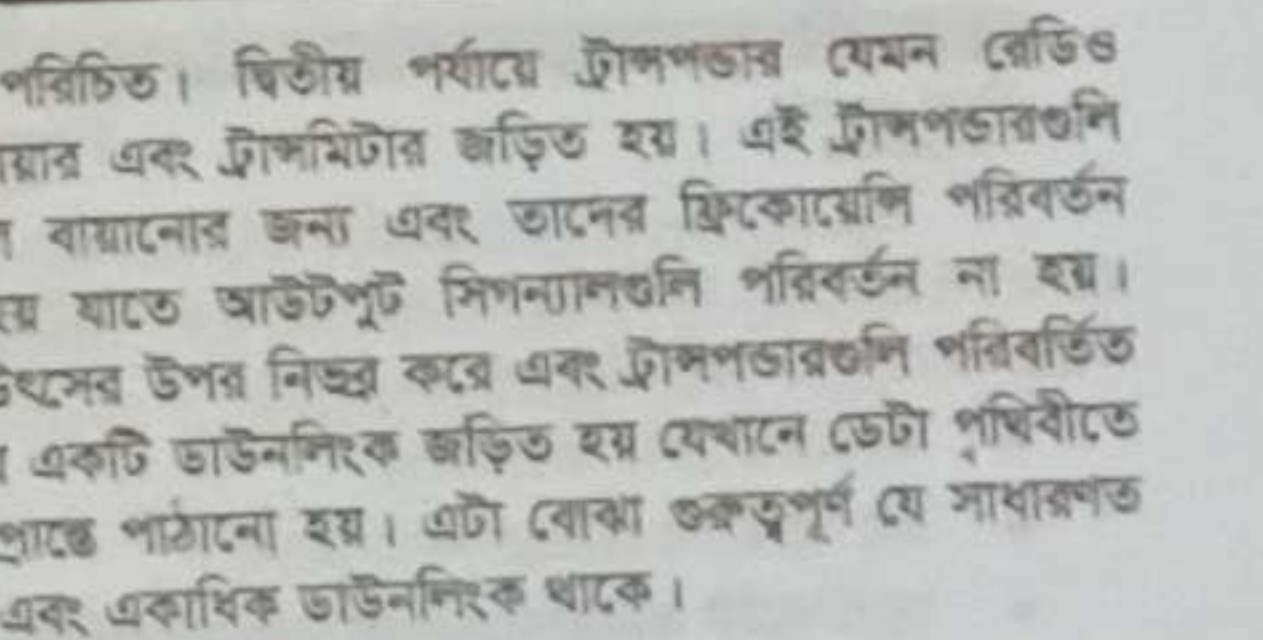 পরিচিত। দ্বিতীয় পর্যায়ে ট্রান্সপন্ডার যেমন রেডিও
য়ার এবং ট্রান্সমিটার জড়িত হয়। এই ট্রান্সপন্ডারগুলি
বায়ানোর জন্য এবং তাদের ফ্রিকোয়েন্সি পরিবর্তন
হয় যাতে আউটপুট সিগন্যালগুলি পরিবর্তন না হয়।
উৎসের উপর নির্ভর করে এবং ট্রান্সপন্ডারগুলি পরিবর্তিত
একটি ডাউনলিংক জড়িত হয় যেখানে ডেটা পৃথিবীতে
প্রান্তে পাঠানো হয়। এটা বোঝা গুরুত্বপূর্ণ যে সাধারণত
এবং একাধিক ডাউনলিংক থাকে।